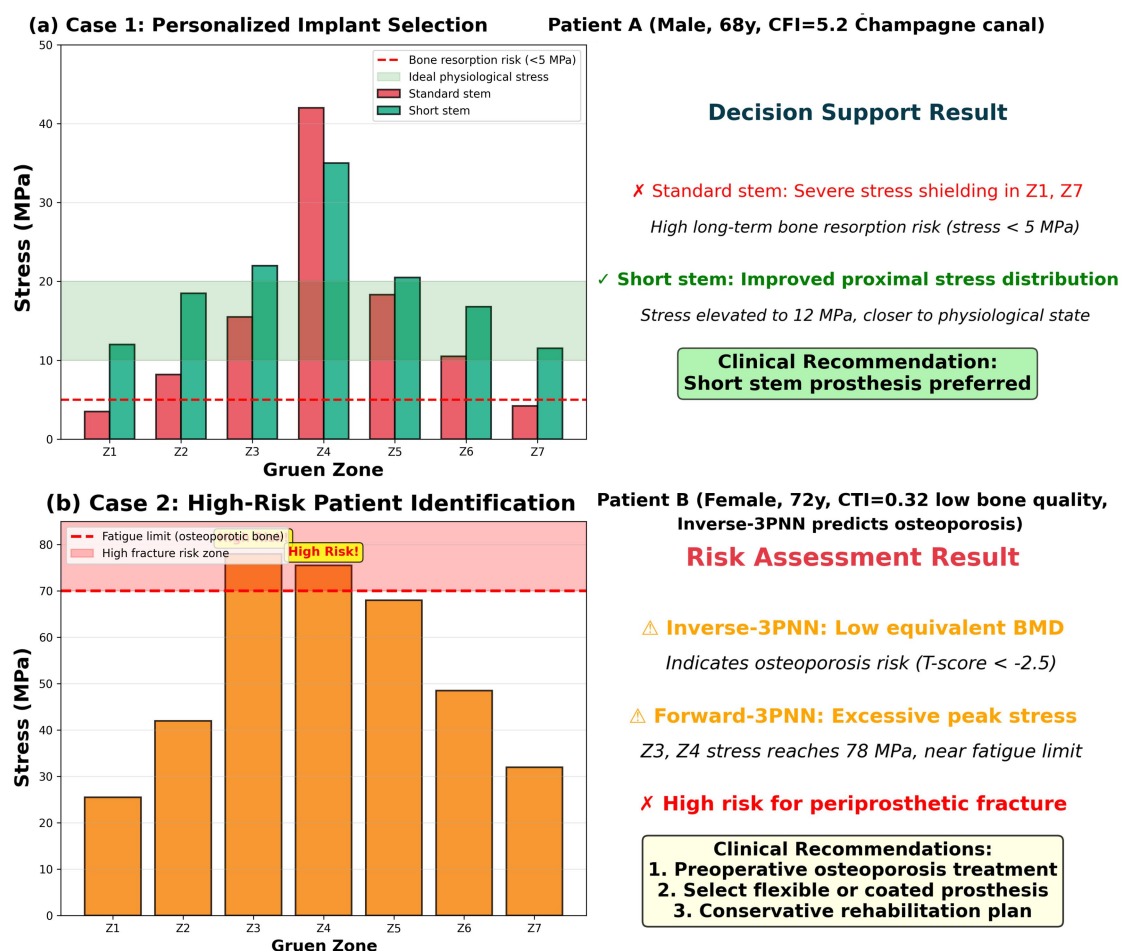 (a) Case 1: Personalized Implant Selection
Patient A (Male, 68y, CFI=5.2 Champagne canal)
50
40
30
20
10
0
Stress (MPa)
Bone resorption risk (<5 MPa)
Ideal physiological stress
Standard stem
Short stem
Z1 Z2 Z3 Z4 Z5 Z6 Z7
Gruen Zone
Decision Support Result
✗ Standard stem: Severe stress shielding in Z1, Z7
High long-term bone resorption risk (stress < 5 MPa)
✓ Short stem: Improved proximal stress distribution
Stress elevated to 12 MPa, closer to physiological state
Clinical Recommendation:
Short stem prosthesis preferred
(b) Case 2: High-Risk Patient Identification
Patient B (Female, 72y, CTI=0.32 low bone quality,
Inverse-3PNN predicts osteoporosis)
80
70
60
50
40
30
20
10
0
Stress (MPa)
Fatigue limit (osteoporotic bone)
High fracture risk zone
High Risk!
Z1 Z2 Z3 Z4 Z5 Z6 Z7
Gruen Zone
Risk Assessment Result
⚠ Inverse-3PNN: Low equivalent BMD
Indicates osteoporosis risk (T-score < -2.5)
⚠ Forward-3PNN: Excessive peak stress
Z3, Z4 stress reaches 78 MPa, near fatigue limit
✗ High risk for periprosthetic fracture
Clinical Recommendations:
1. Preoperative osteoporosis treatment
2. Select flexible or coated prosthesis
3. Conservative rehabilitation plan